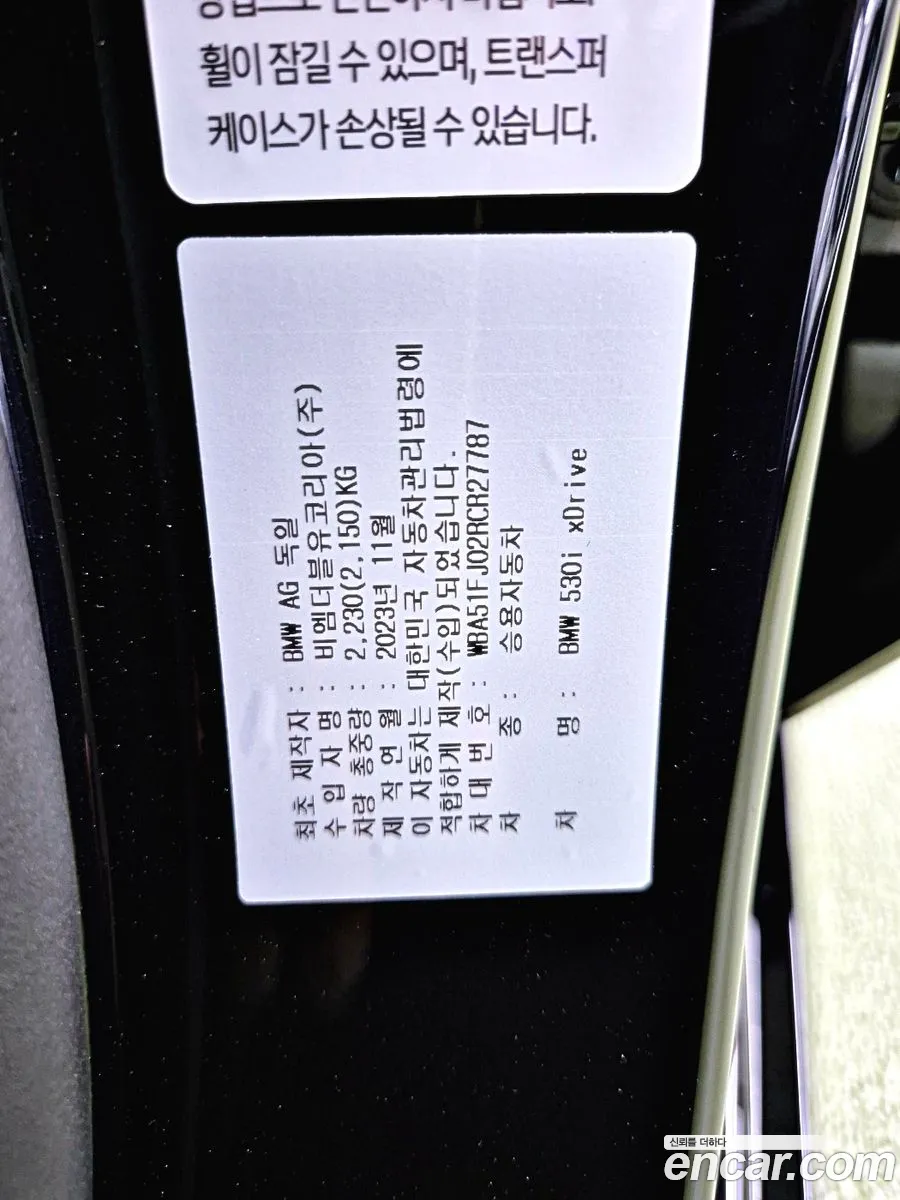 휠이 잠길 수 있으며, 트랜스퍼
케이스가 손상될 수 있습니다.
최초 제작자 : BMW AG 독일
수 입 자 명 : 비엠더블유코리아(주)
차량 총중량 : 2,230(2,150)KG
제 작 연 월 : 2023년 11월
이 자동차는 대한민국 자동차관리법령에
적합하게 제작(수입)되었습니다.
차 대 번 호 : WBA51FJ02RCR27787
차 종 : 승용자동차
차 명 : BMW 530i xDrive
신뢰를 더하다
encar.com